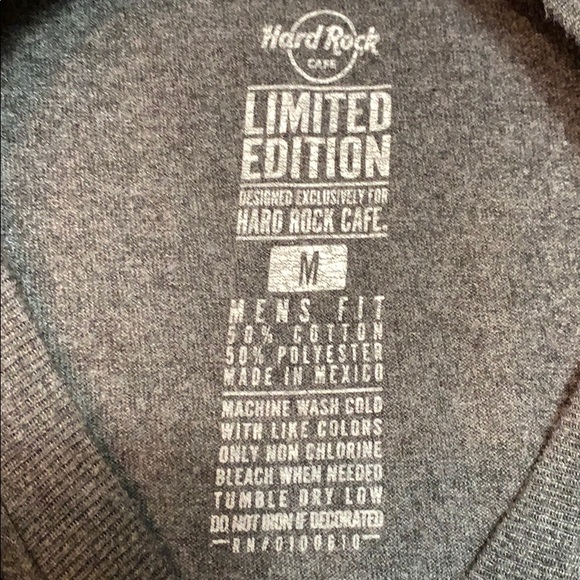 Hard Rock
CAFE
LIMITED
EDITION
DESIGNED EXCLUSIVELY FOR
HARD ROCK CAFE.
M
MENS FIT
50% COTTON
50% POLYESTER
MADE IN MEXICO
MACHINE WASH COLD
WITH LIKE COLORS
ONLY NON CHLORINE
BLEACH WHEN NEEDED
TUMBLE DRY LOW
DO NOT IRON IF DECORATED
RN#0100610